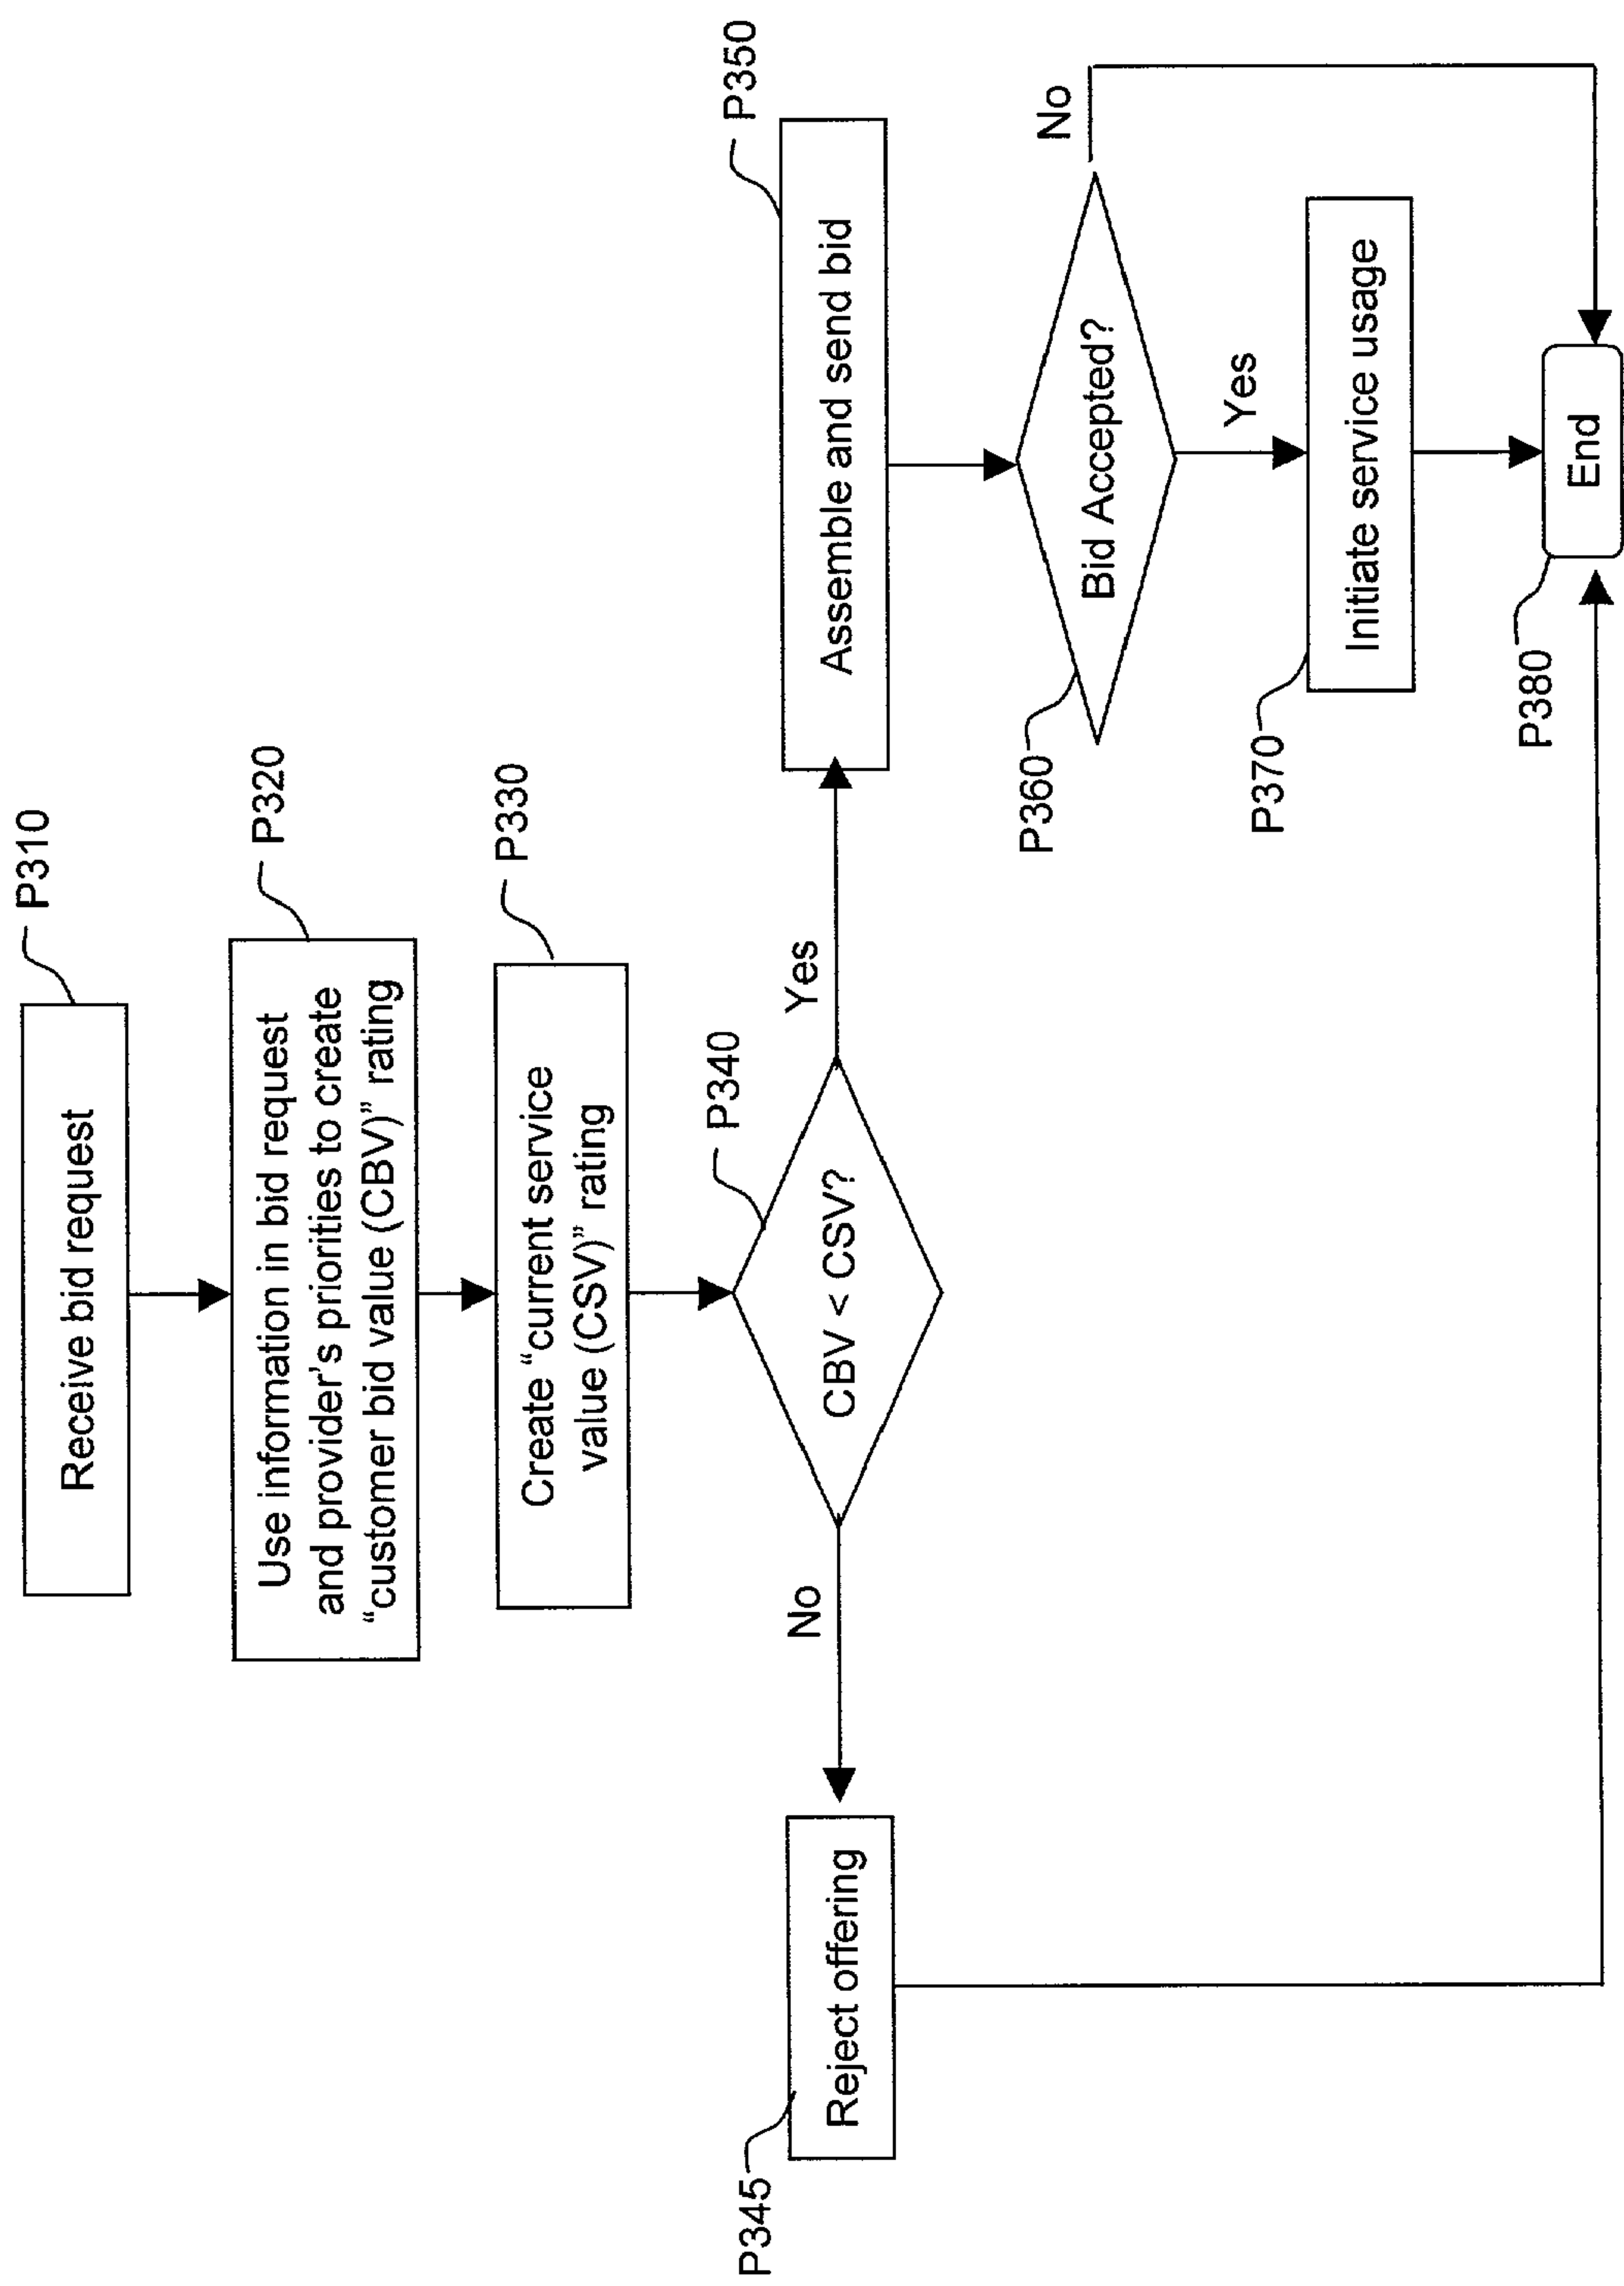 Receive bid request
P310
Use information in bid request
and provider's priorities to create
“customer bid value (CBV)” rating
P320
Create “current service
value (CSV)” rating
P330
CBV < CSV?
P340
No
Yes
Reject offering
P345
Assemble and send bid
P350
Bid Accepted?
P360
No
Yes
Initiate service usage
P370
End
P380